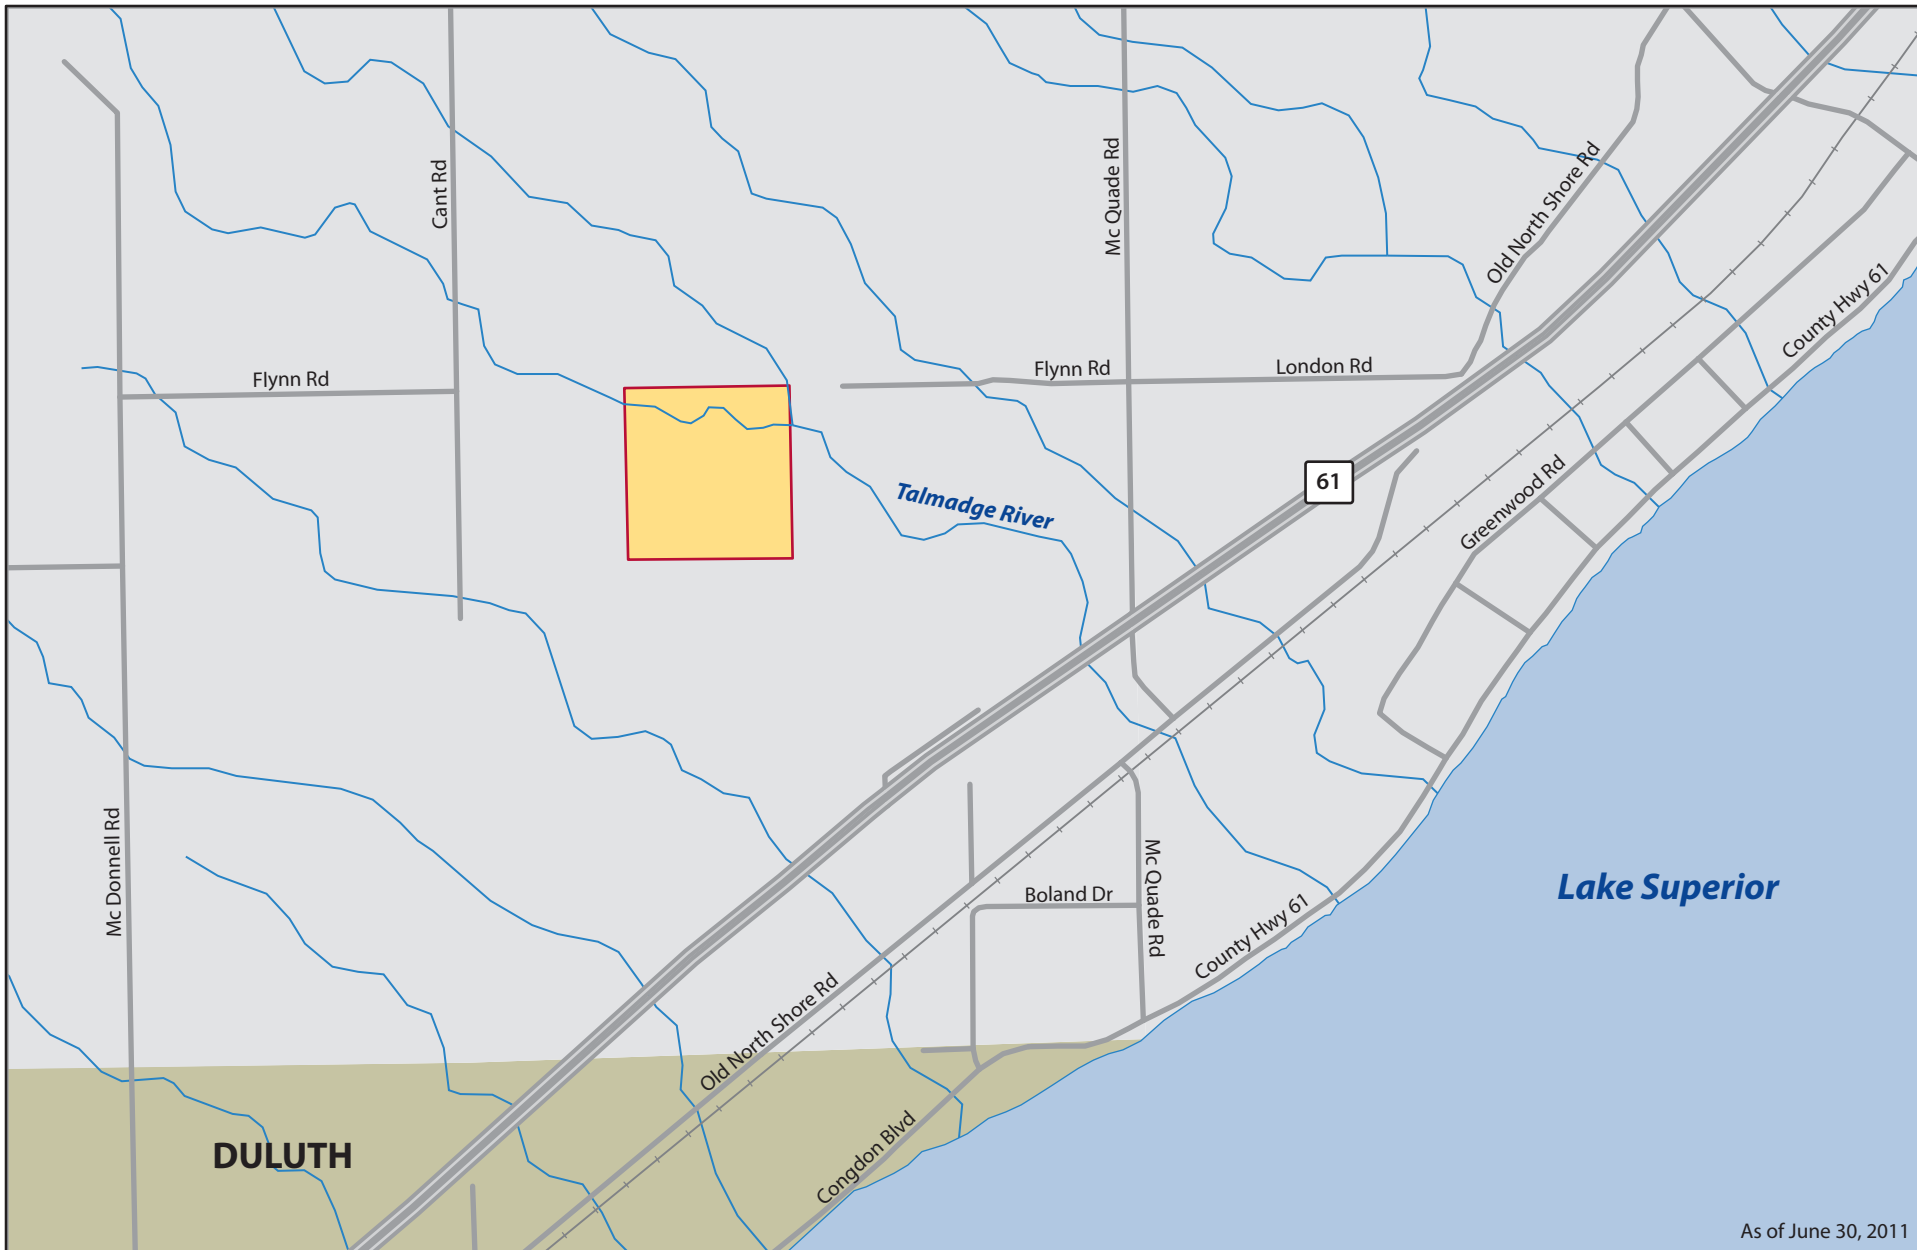 Cant Rd
Mc Quade Rd
Old North Shore Rd
County Hwy 61
Flynn Rd
Flynn Rd
London Rd
61
Talmadge River
Greenwood Rd
Mc Donnell Rd
Mc Quade Rd
Boland Dr
County Hwy 61
Lake Superior
Old North Shore Rd
Congdon Blvd
DULUTH
As of June 30, 2011